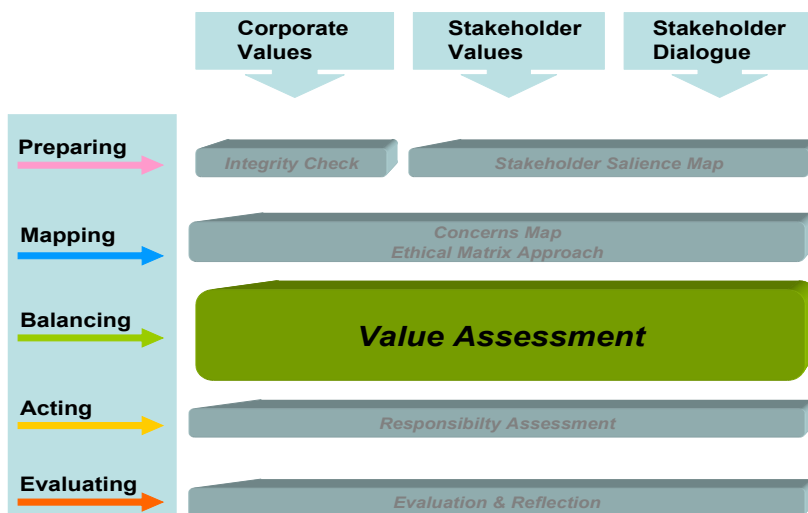 Corporate
Values
Stakeholder
Values
Stakeholder
Dialogue
Preparing
Integrity Check
Stakeholder Salience Map
Mapping
Concerns Map
Ethical Matrix Approach
Balancing
Value Assessment
Acting
Responsibilty Assessment
Evaluating
Evaluation & Reflection